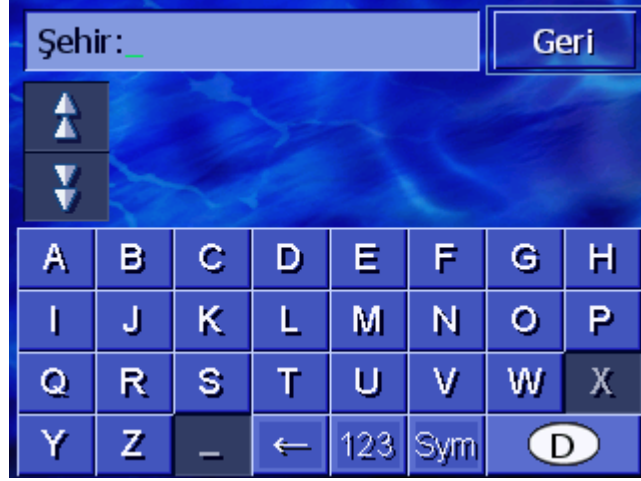 Şehir:_ Geri
A B C D E F G H
I J K L M N O P
Q R S T U V W X
Y Z _ ← 123 Sym D